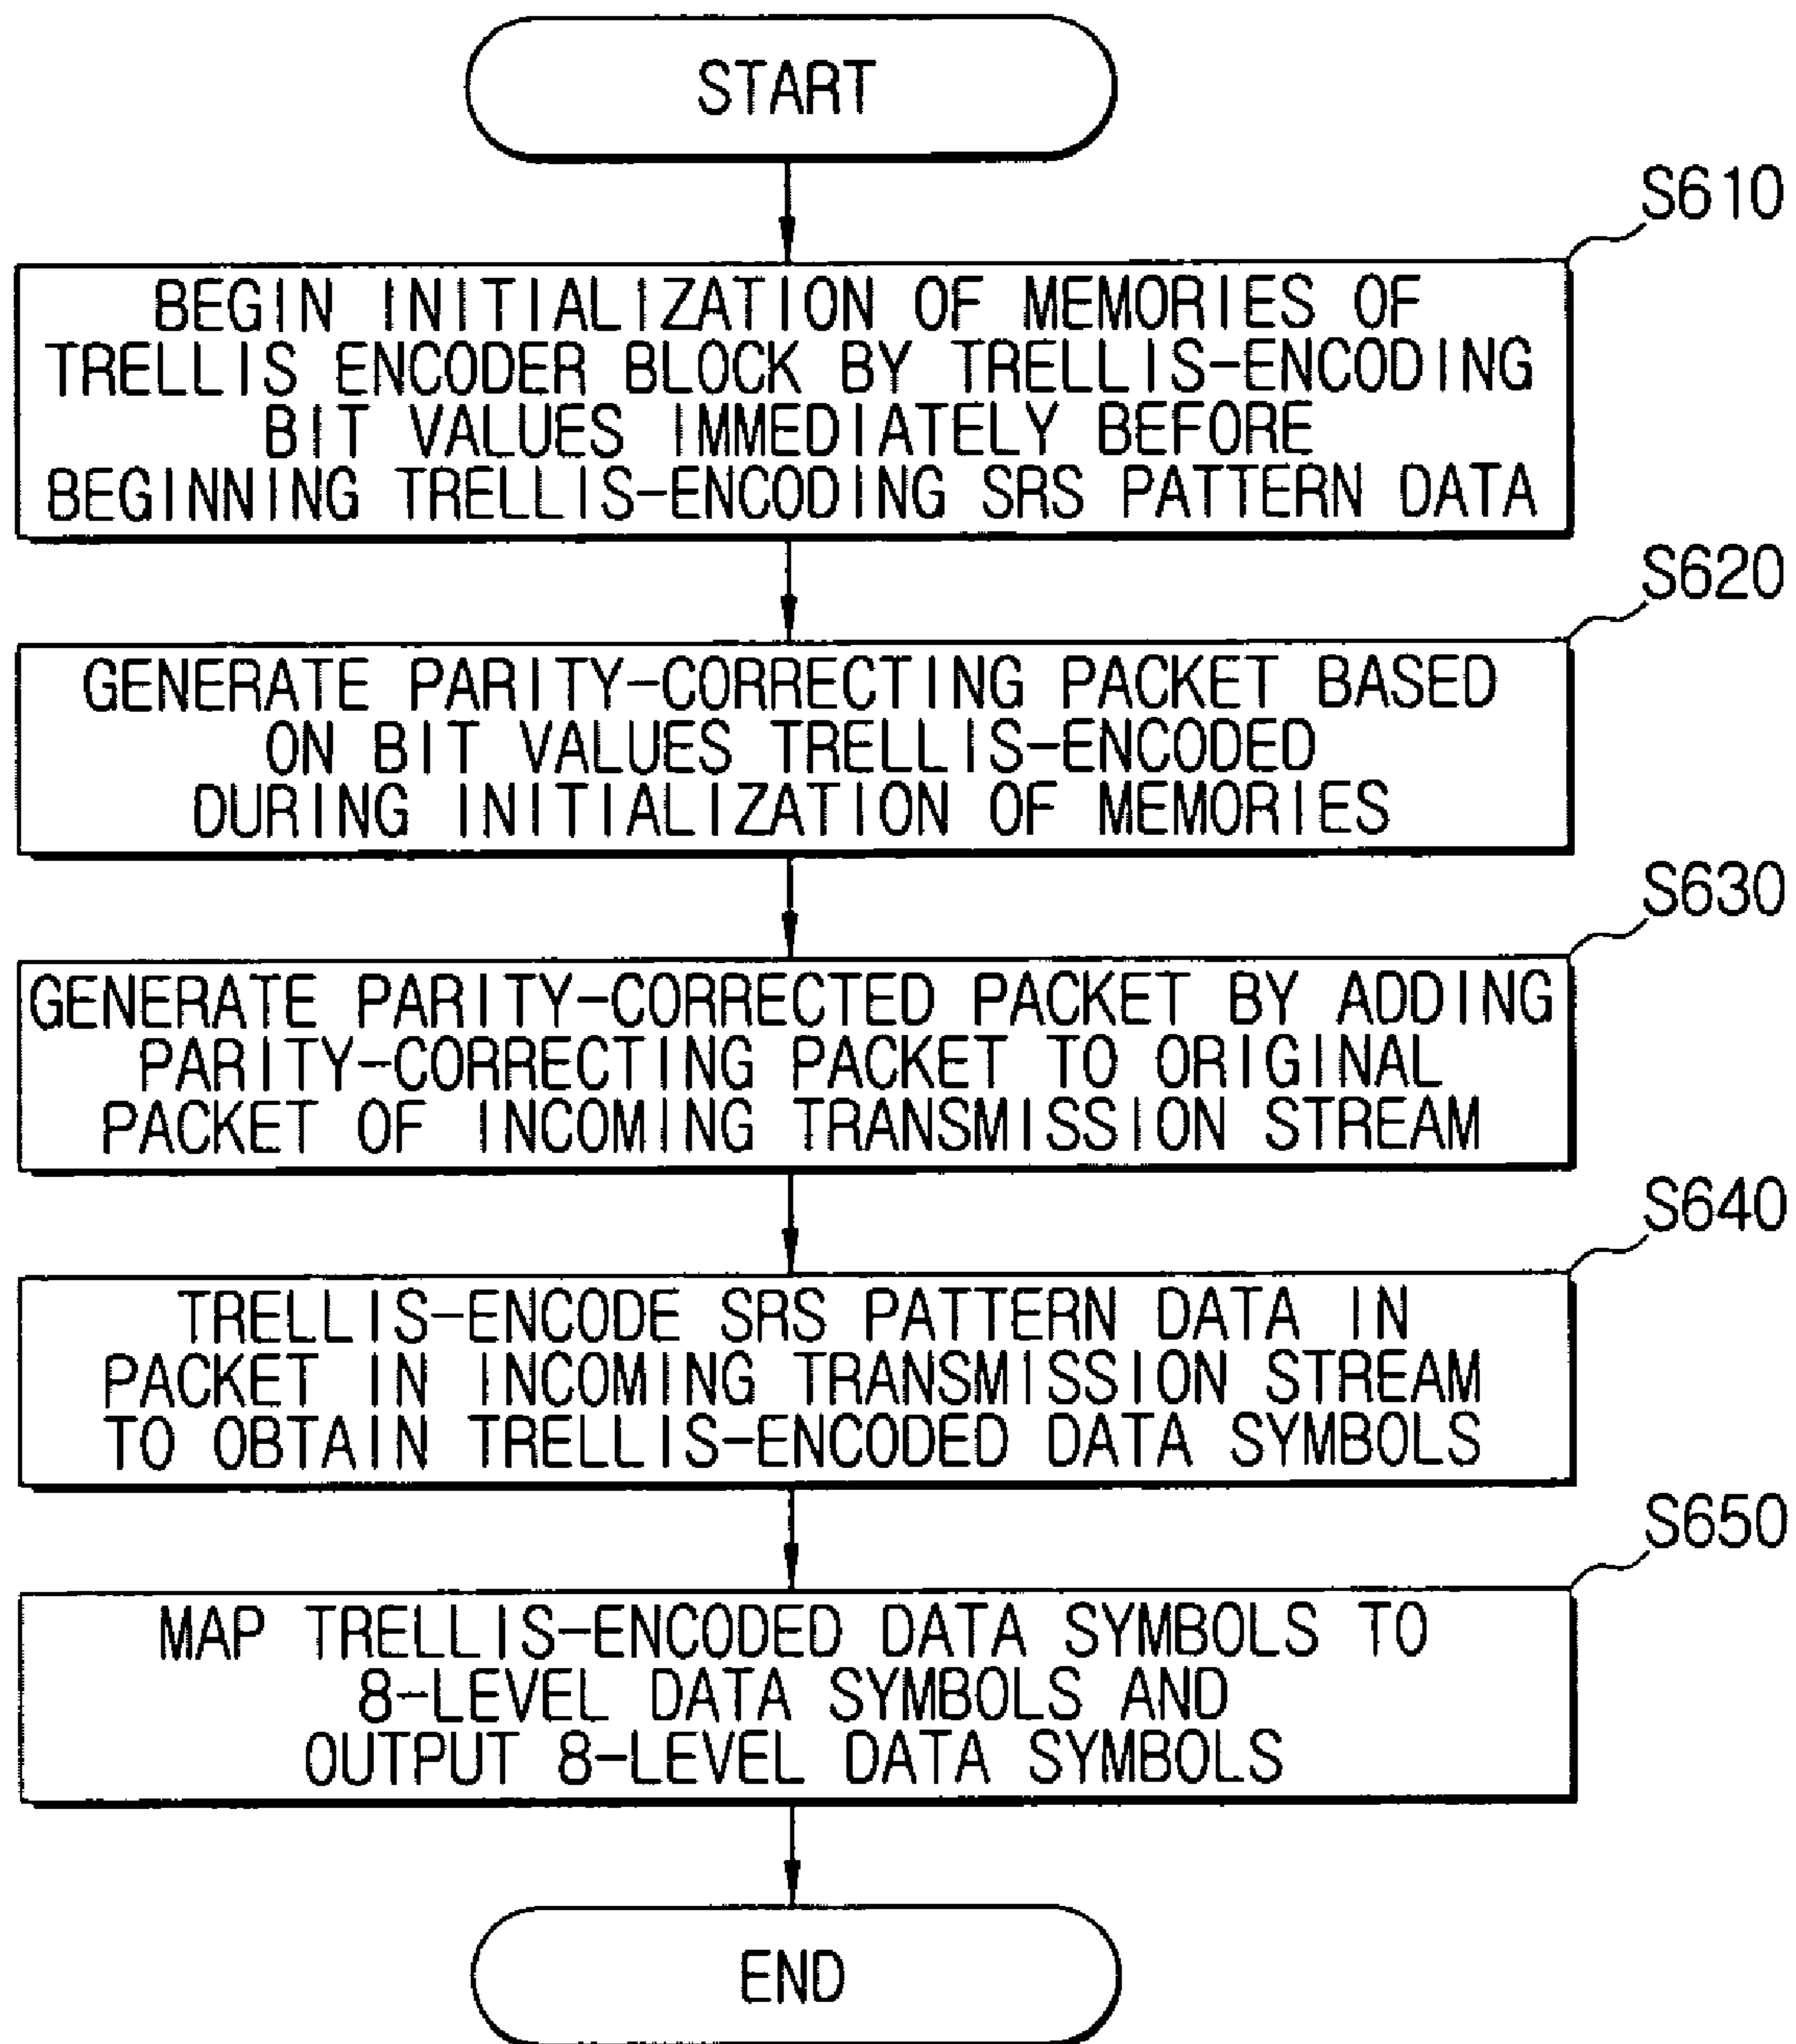 START
S610
BEGIN INITIALIZATION OF MEMORIES OF
TRELLIS ENCODER BLOCK BY TRELLIS-ENCODING
BIT VALUES IMMEDIATELY BEFORE
BEGINNING TRELLIS-ENCODING SRS PATTERN DATA
S620
GENERATE PARITY-CORRECTING PACKET BASED
ON BIT VALUES TRELLIS-ENCODED
DURING INITIALIZATION OF MEMORIES
S630
GENERATE PARITY-CORRECTED PACKET BY ADDING
PARITY-CORRECTING PACKET TO ORIGINAL
PACKET OF INCOMING TRANSMISSION STREAM
S640
TRELLIS-ENCODE SRS PATTERN DATA IN
PACKET IN INCOMING TRANSMISSION STREAM
TO OBTAIN TRELLIS-ENCODED DATA SYMBOLS
S650
MAP TRELLIS-ENCODED DATA SYMBOLS TO
8-LEVEL DATA SYMBOLS AND
OUTPUT 8-LEVEL DATA SYMBOLS
END